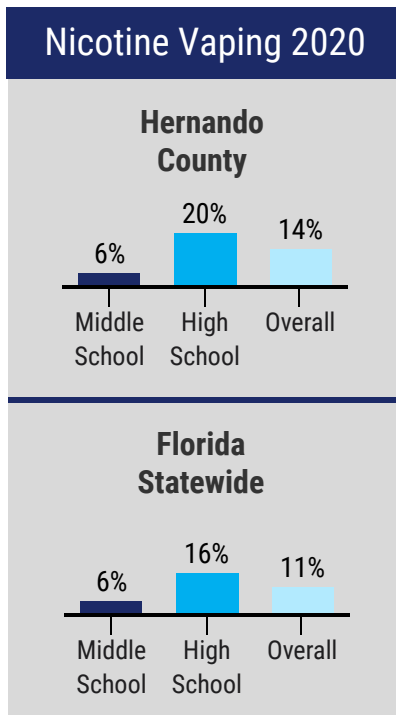 Nicotine Vaping 2020
Hernando
County
6%
20%
14%
Middle
School
High
School
Overall
Florida
Statewide
6%
16%
11%
Middle
School
High
School
Overall